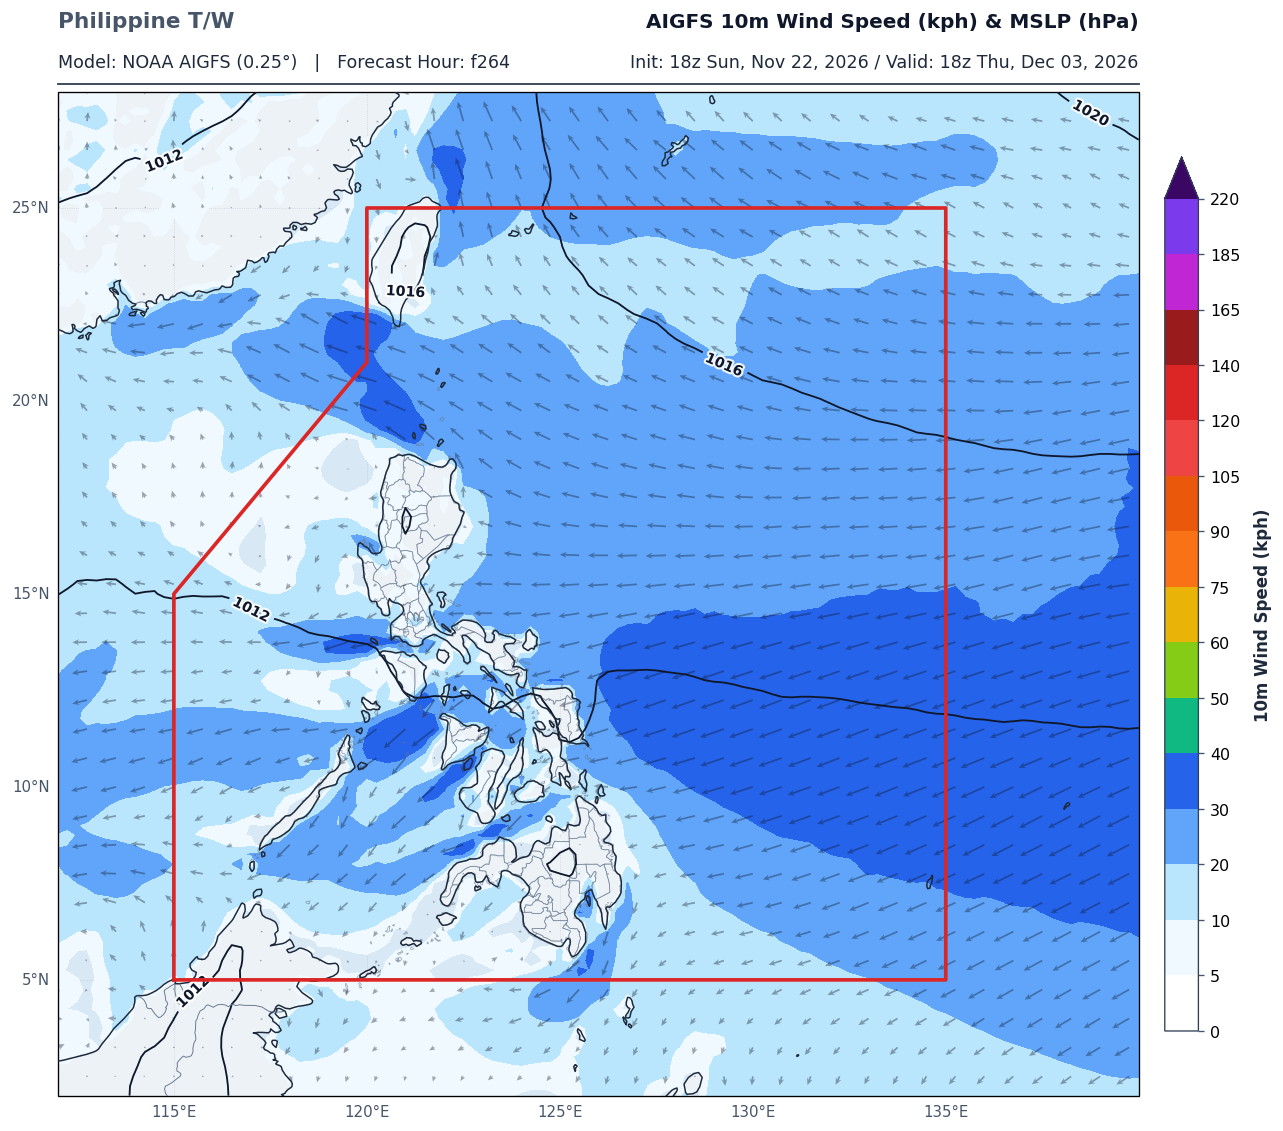 Philippine T/W
AIGFS 10m Wind Speed (kph) & MSLP (hPa)
Model: NOAA AIGFS (0.25°) | Forecast Hour: f264
Init: 18z Sun, Nov 22, 2026 / Valid: 18z Thu, Dec 03, 2026
1020
1012
1016
1016
1012
1012
25°N
20°N
15°N
10°N
5°N
115°E
120°E
125°E
130°E
135°E
220
185
165
140
120
105
90
75
60
50
40
30
20
10
5
0
10m Wind Speed (kph)